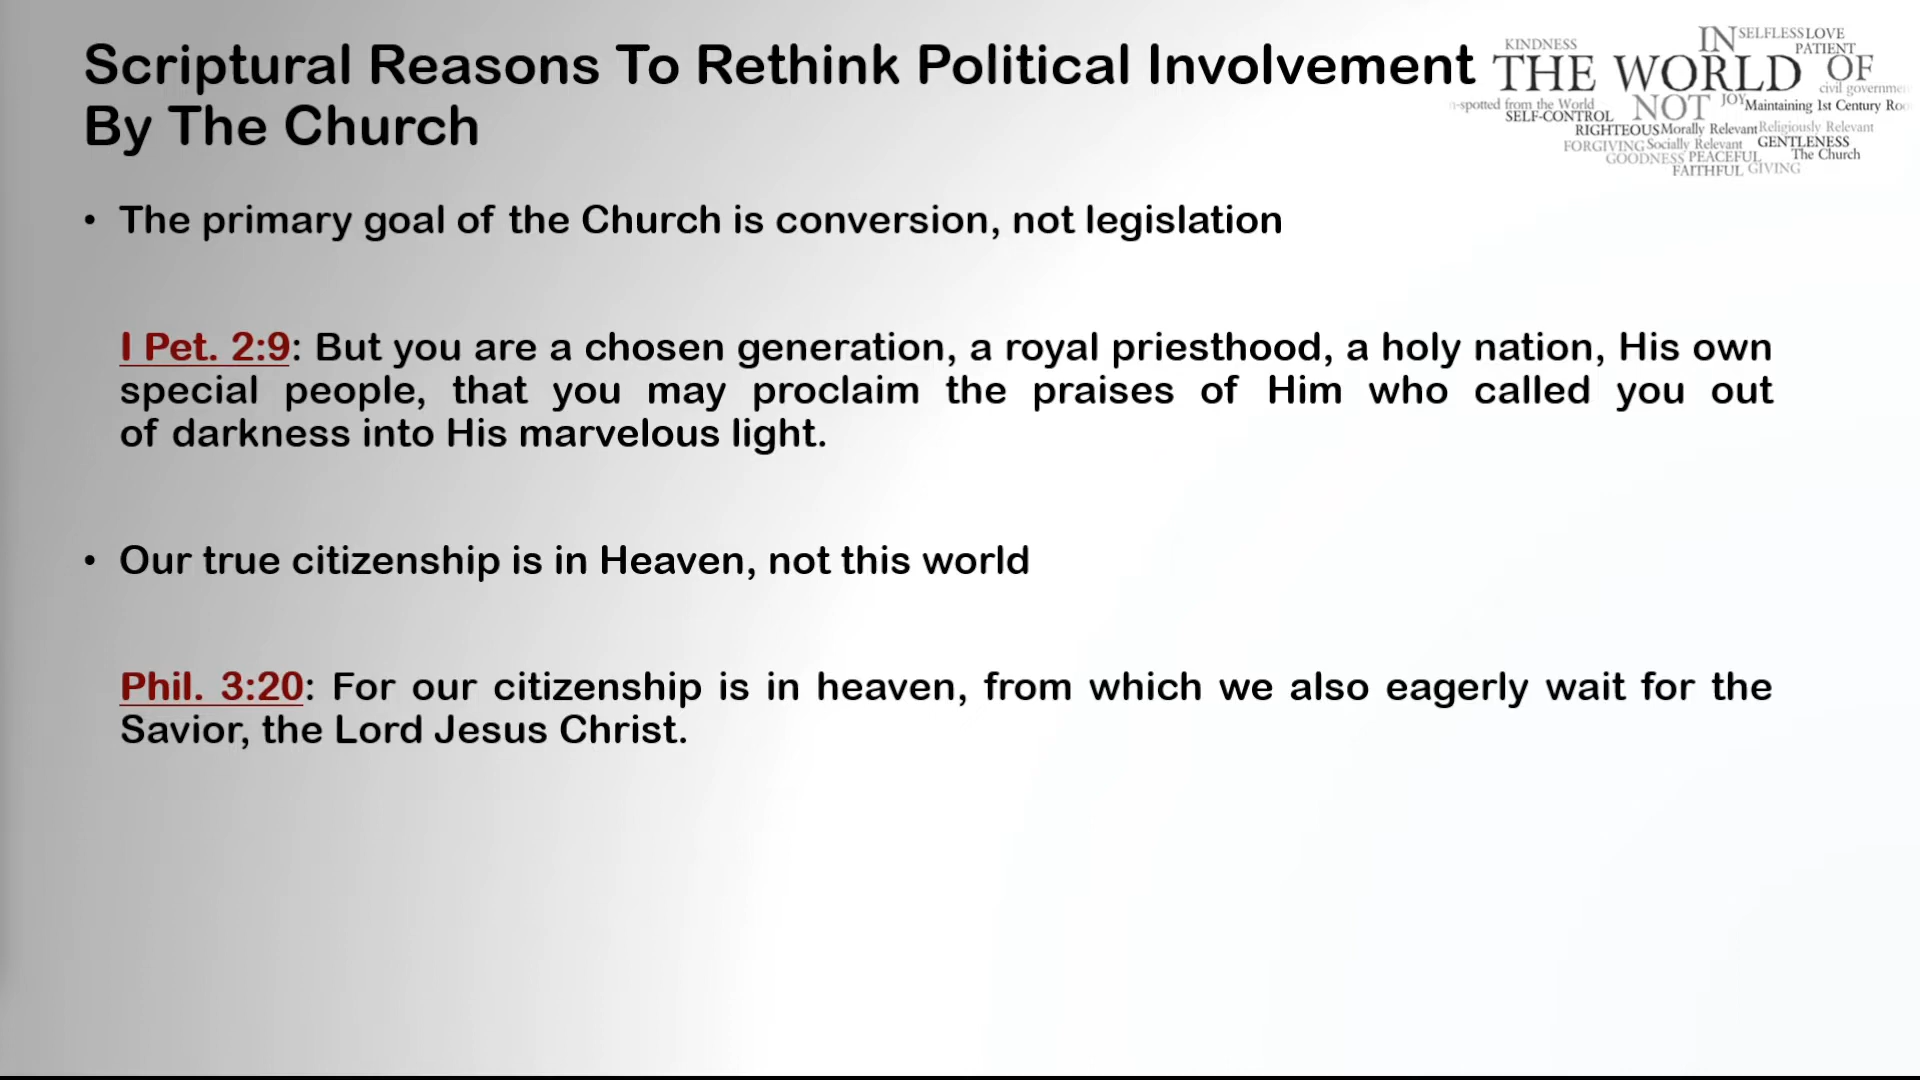 Scriptural Reasons To Rethink Political Involvement
By The Church
IN SELFLESS LOVE
KINDNESS PATIENT
THE WORLD OF
civil governmen
n-spotted from the World NOT JOY Maintaining 1st Century Roo
SELF-CONTROL
RIGHTEOUS Morally Relevant Religiously Relevant
FORGIVING Socially Relevant GENTLENESS
GOODNESS PEACEFUL The Church
FAITHFUL GIVING
• The primary goal of the Church is conversion, not legislation
I Pet. 2:9: But you are a chosen generation, a royal priesthood, a holy nation, His own
special people, that you may proclaim the praises of Him who called you out
of darkness into His marvelous light.
• Our true citizenship is in Heaven, not this world
Phil. 3:20: For our citizenship is in heaven, from which we also eagerly wait for the
Savior, the Lord Jesus Christ.